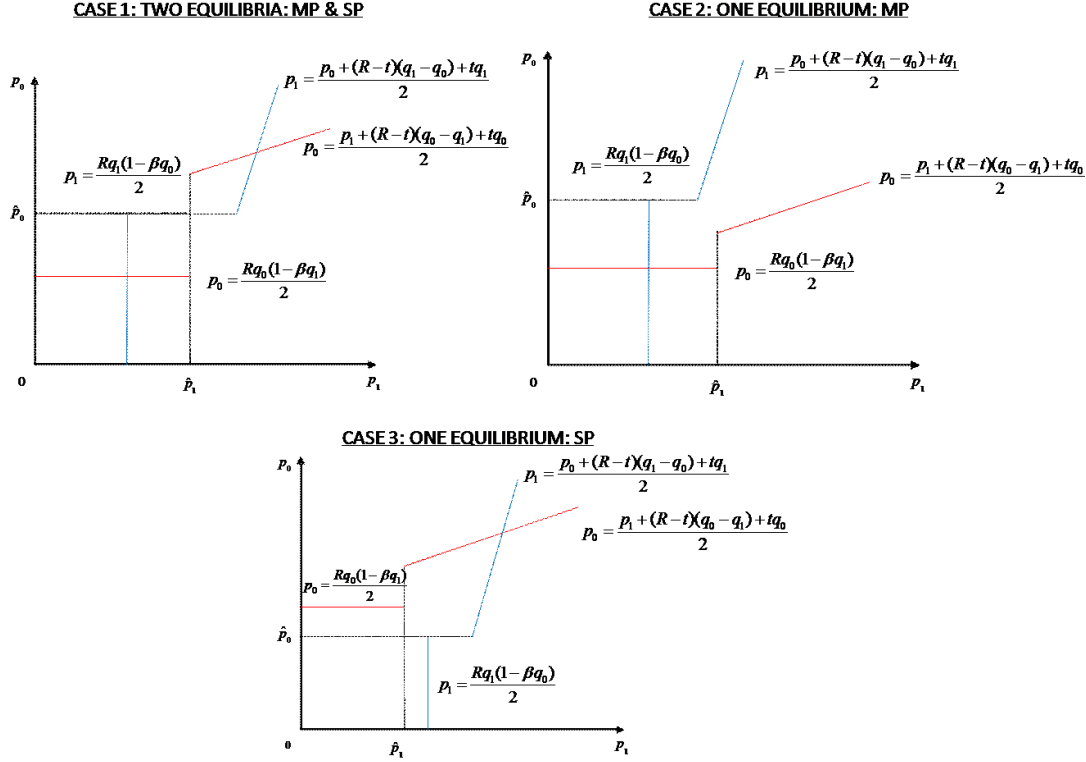 CASE 1: TWO EQUILIBRIA: MP & SP
p₀
p₁ = (p₀ + (R − t)(q₁ − q₀) + tq₁) / 2
p₀ = (p₁ + (R − t)(q₀ − q₁) + tq₀) / 2
p₁ = Rq₁(1 − βq₀) / 2
p̂₀
p₀ = Rq₀(1 − βq₁) / 2
0
p̂₁
p₁
CASE 2: ONE EQUILIBRIUM: MP
p₀
p₁ = (p₀ + (R − t)(q₁ − q₀) + tq₁) / 2
p₁ = Rq₁(1 − βq₀) / 2
p₀ = (p₁ + (R − t)(q₀ − q₁) + tq₀) / 2
p̂₀
p₀ = Rq₀(1 − βq₁) / 2
0
p̂₁
p₁
CASE 3: ONE EQUILIBRIUM: SP
p₀
p₁ = (p₀ + (R − t)(q₁ − q₀) + tq₁) / 2
p₀ = (p₁ + (R − t)(q₀ − q₁) + tq₀) / 2
p₀ = Rq₀(1 − βq₁) / 2
p̂₀
p₁ = Rq₁(1 − βq₀) / 2
0
p̂₁
p₁